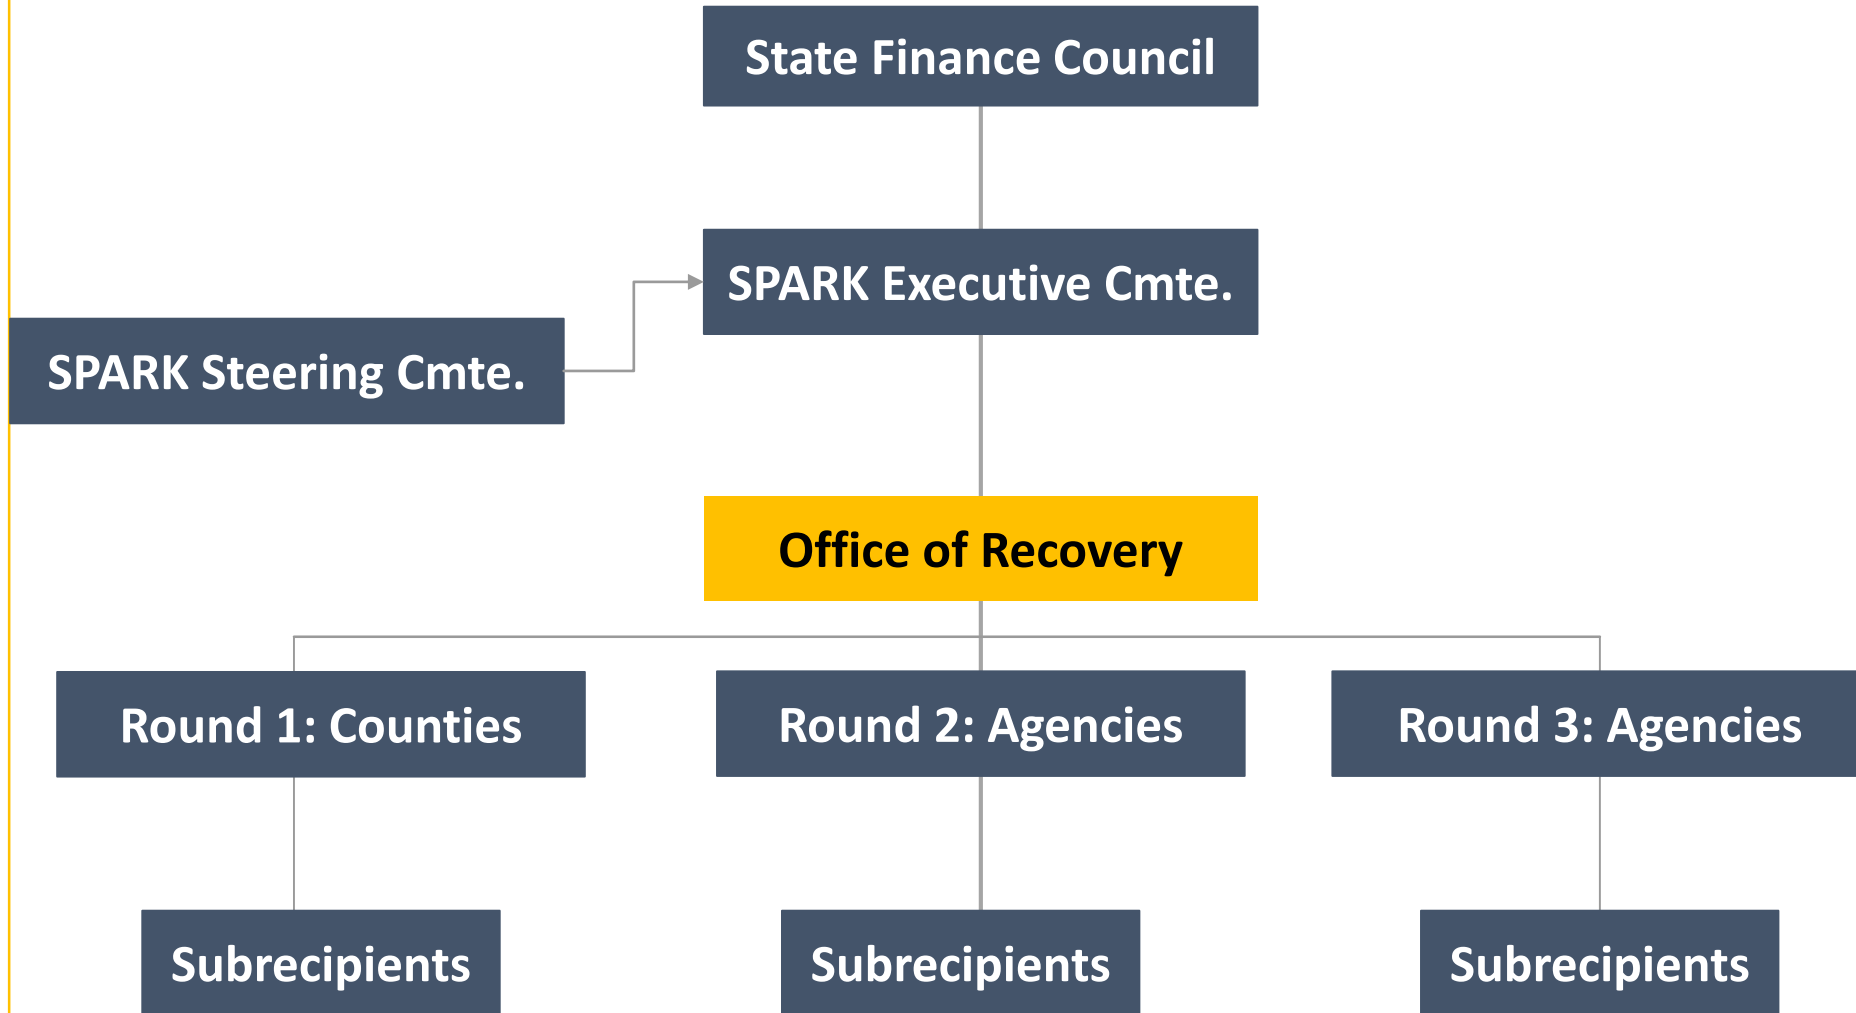 State Finance Council
SPARK Executive Cmte.
SPARK Steering Cmte.
Office of Recovery
Round 1: Counties
Round 2: Agencies
Round 3: Agencies
Subrecipients
Subrecipients
Subrecipients